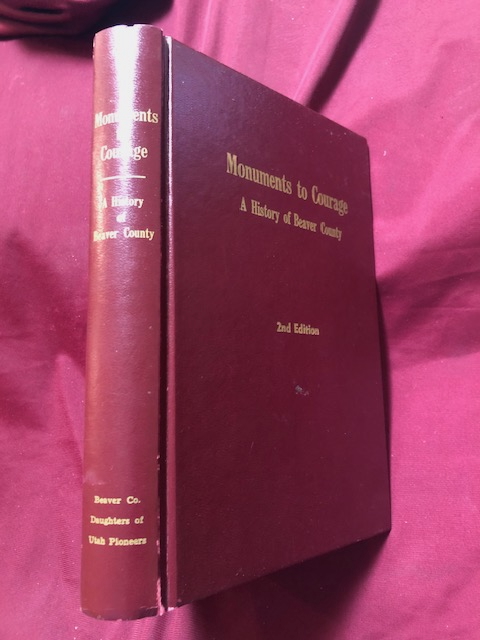 Monuments
Courage
A History
of
Beaver County
Beaver Co.
Daughters of
Utah Pioneers
Monuments to Courage
A History of Beaver County
2nd Edition